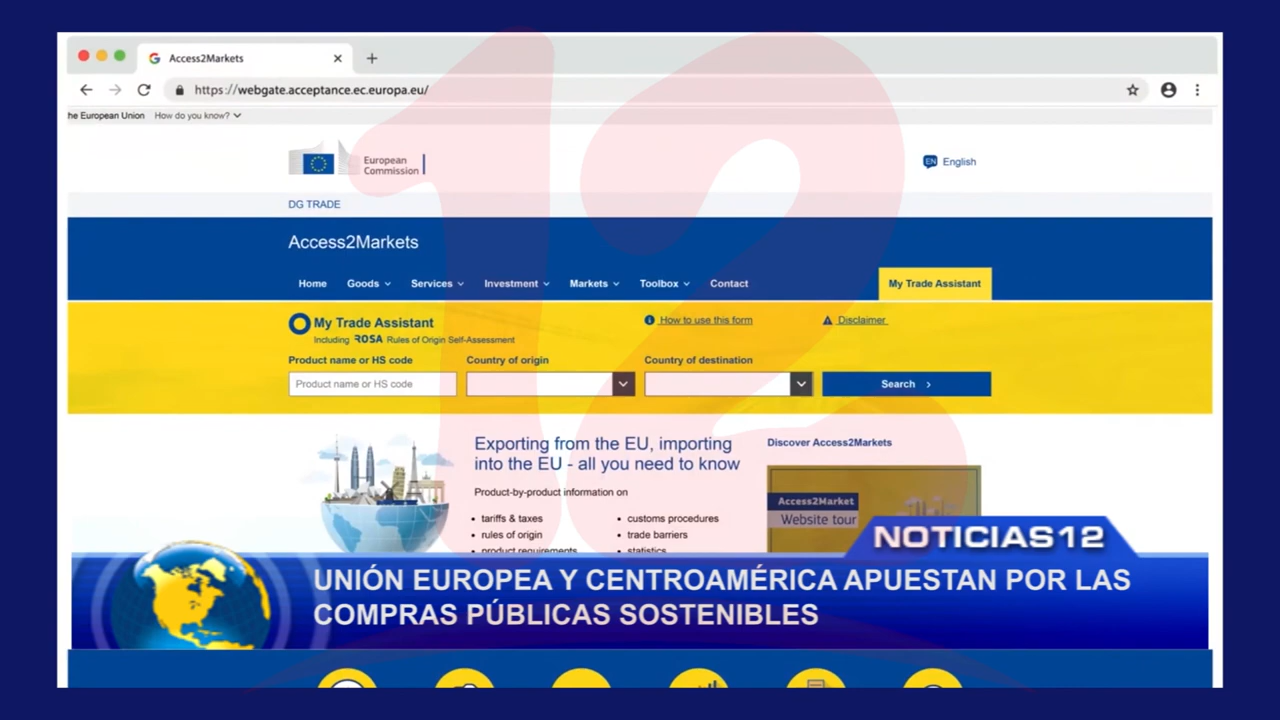 Access2Markets
https://webgate.acceptance.ec.europa.eu/
he European Union How do you know?
European
Commission
EN English
DG TRADE
Access2Markets
Home Goods Services Investment Markets Toolbox Contact My Trade Assistant
My Trade Assistant
Including ROSA Rules of Origin Self-Assessment
How to use this form
Disclaimer
Product name or HS code Country of origin Country of destination
Product name or HS code
Search >
12
Exporting from the EU, importing
into the EU - all you need to know
Product-by-product information on
• tariffs & taxes
• rules of origin
• product requirements
• customs procedures
• trade barriers
• statistics
Discover Access2Markets
Access2Market
Website tour
NOTICIAS12
UNIÓN EUROPEA Y CENTROAMÉRICA APUESTAN POR LAS
COMPRAS PÚBLICAS SOSTENIBLES